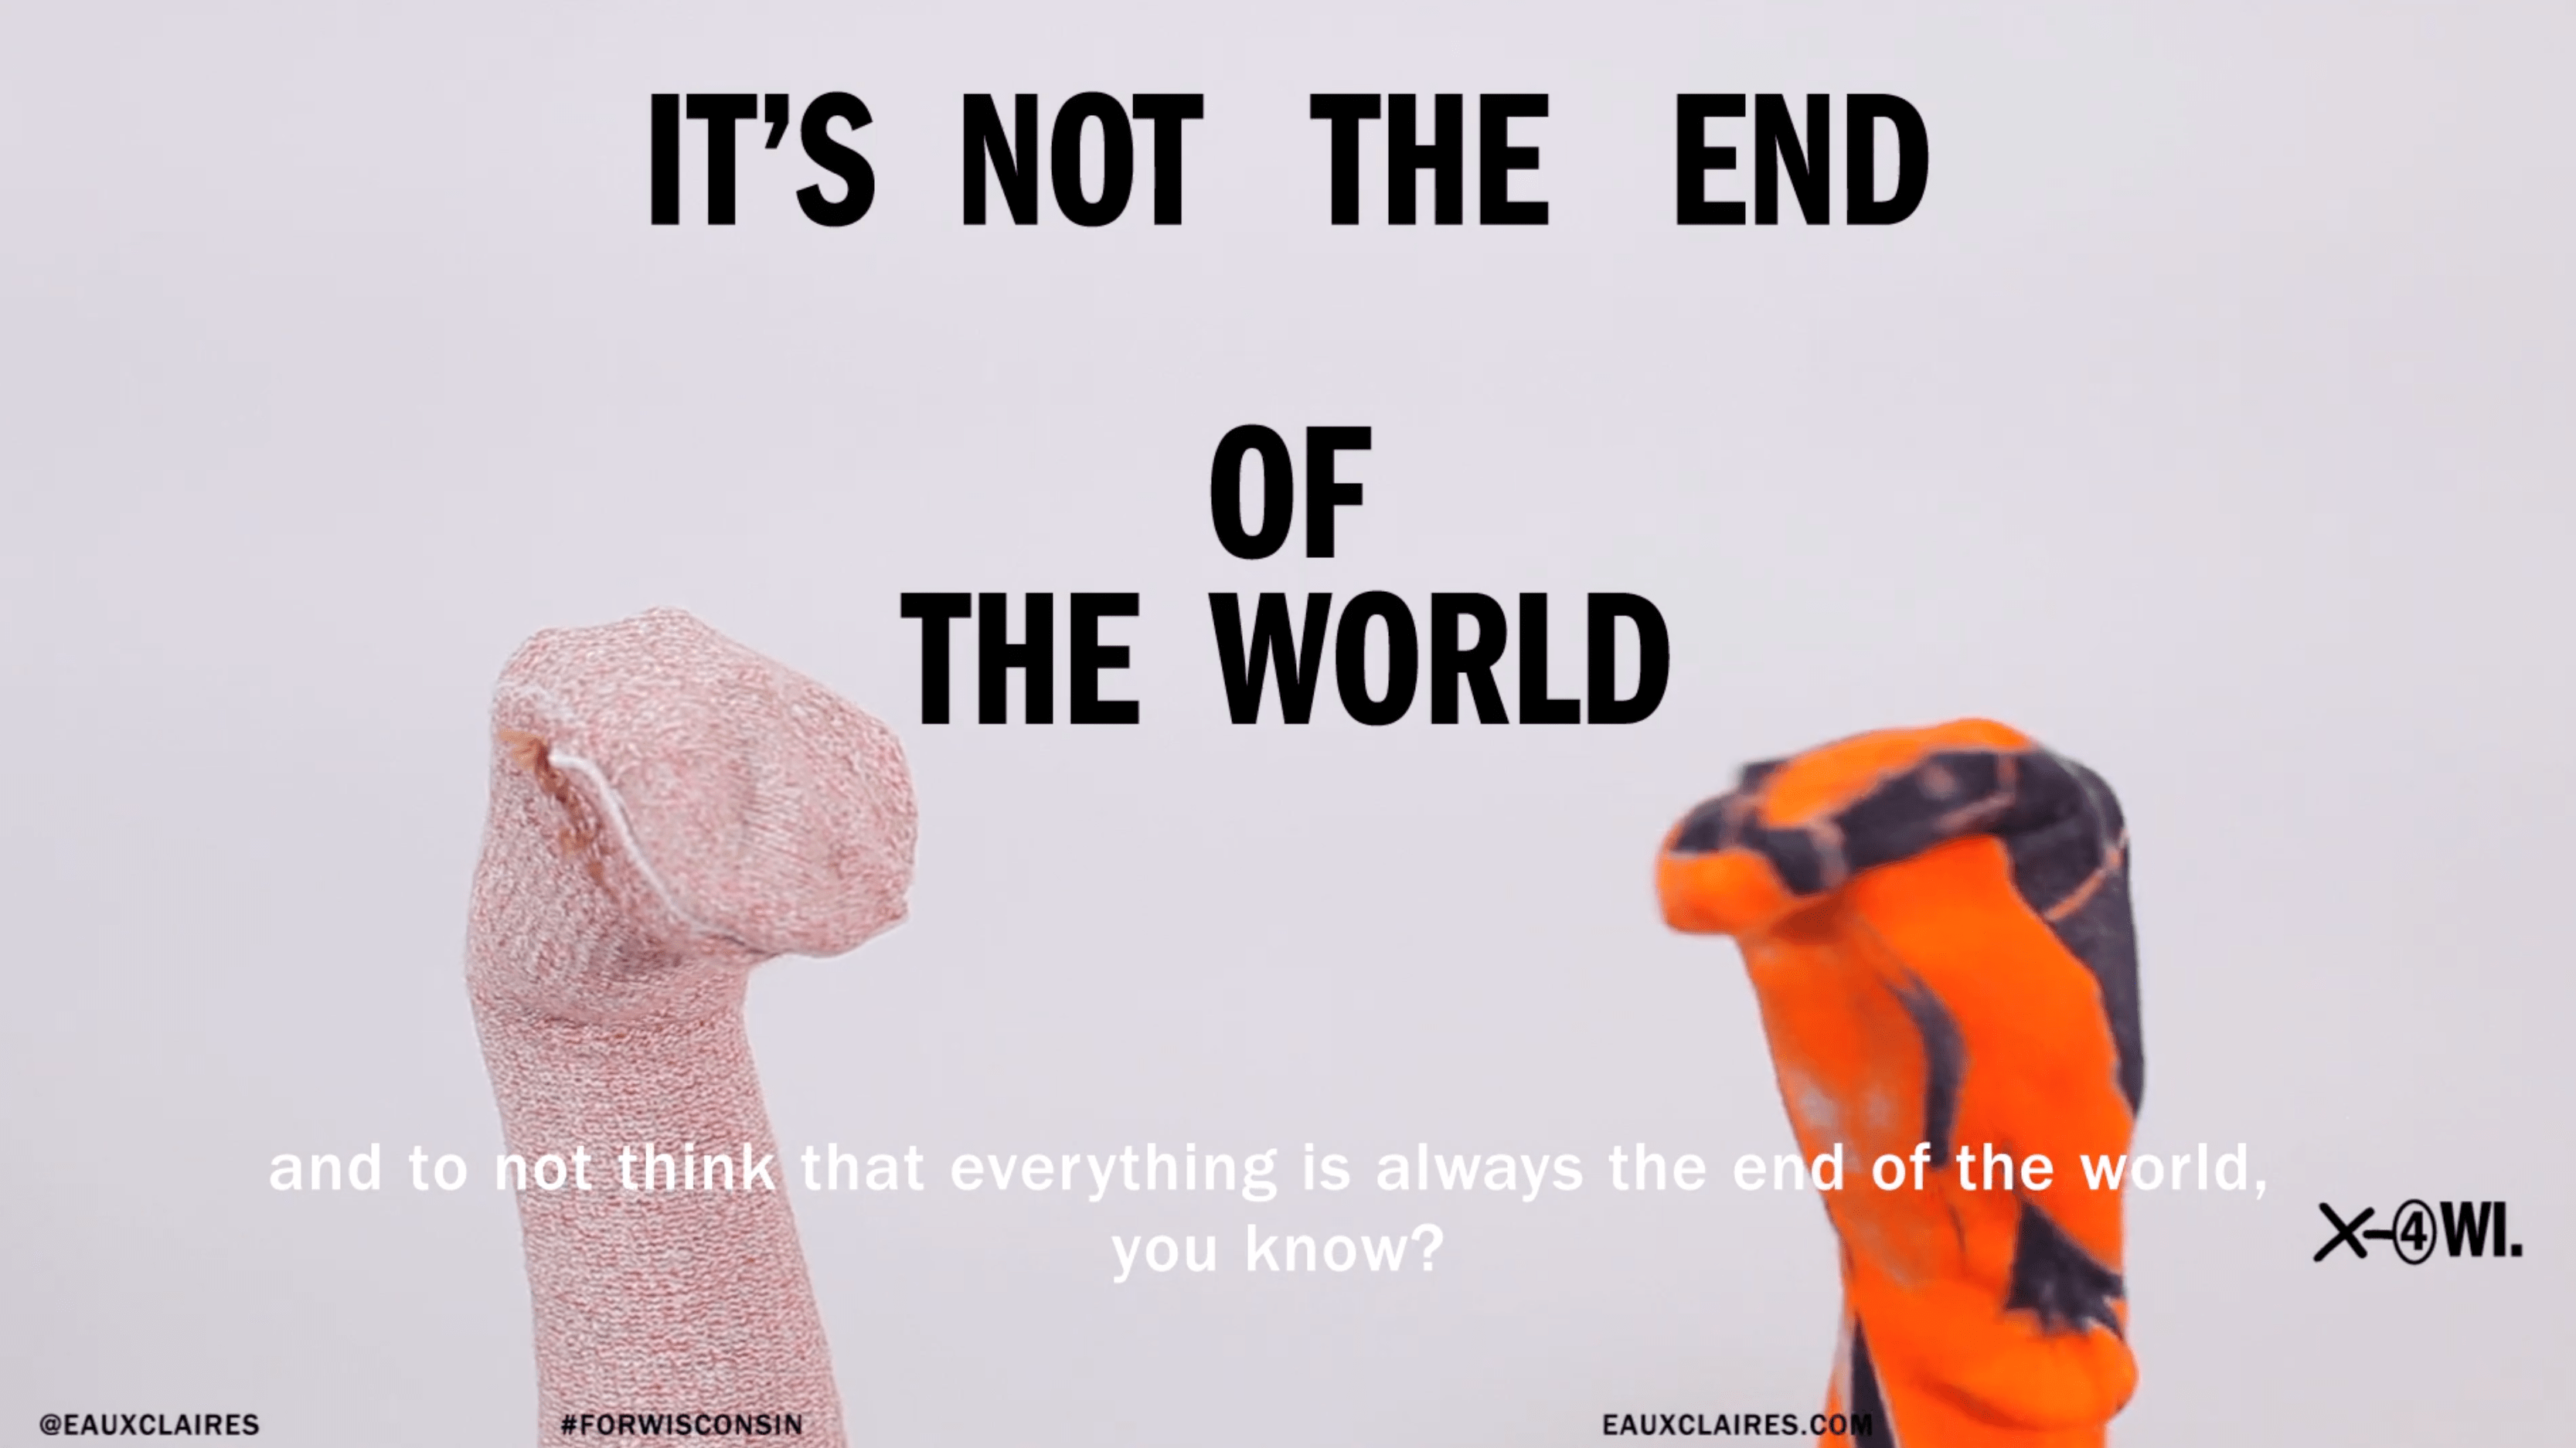 IT’S NOT THE END
OF
THE WORLD
and to not think that everything is always the end of the world,
you know?
X-④WI.
@EAUXCLAIRES
#FORWISCONSIN
EAUXCLAIRES.COM